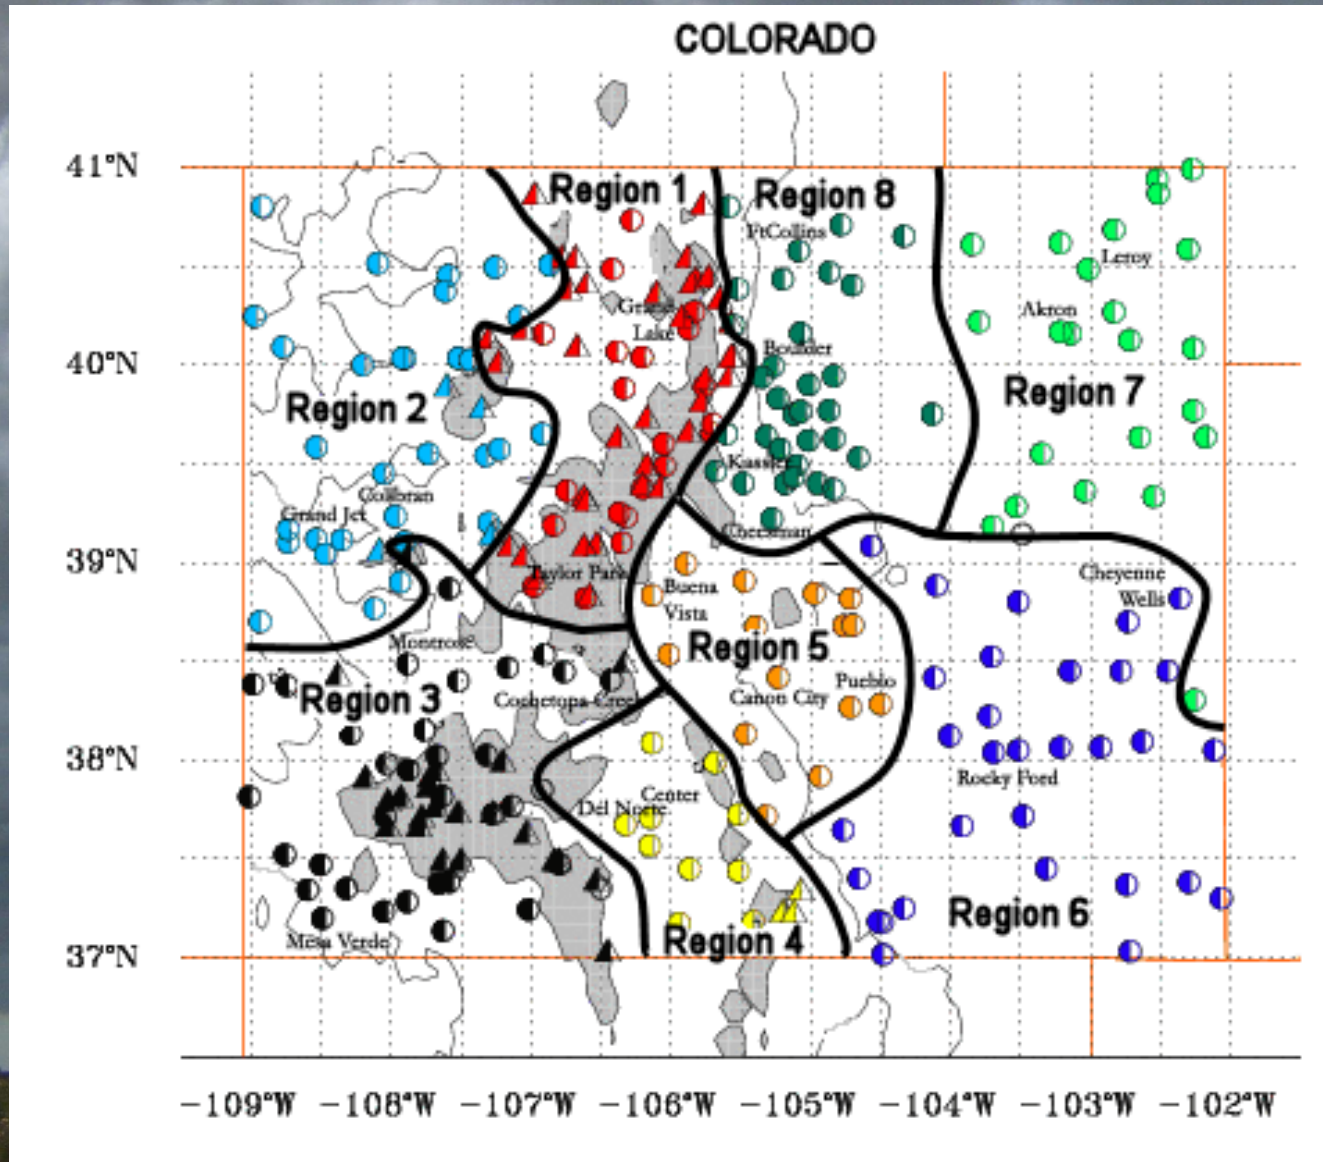 COLORADO
41°N
Region 1
Region 8
FtCollins
Leroy
Grand
Lake
Akron
40°N
Boulder
Region 2
Region 7
Kassler
Collbran
Grand Jct
Cheesman
39°N
Taylor Park
Buena
Vista
Cheyenne
Wells
Montrose
Region 5
Region 3
Cochetopa Creek
Canon City
Pueblo
38°N
Rocky Ford
Center
Del Norte
Region 6
Mesa Verde
Region 4
37°N
-109°W -108°W -107°W -106°W -105°W -104°W -103°W -102°W